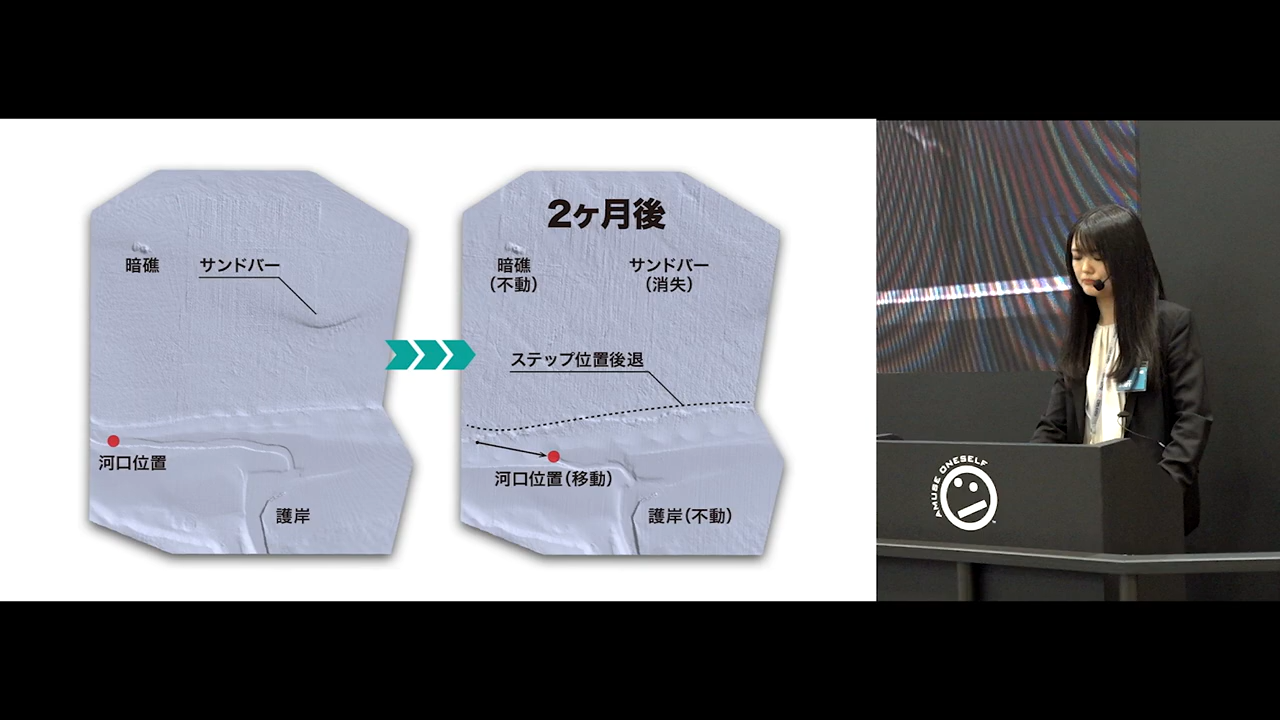 暗礁
サンドバー
河口位置
護岸
2ヶ月後
暗礁
(不動)
サンドバー
(消失)
ステップ位置後退
河口位置(移動)
護岸(不動)
AMUSE ONESELF